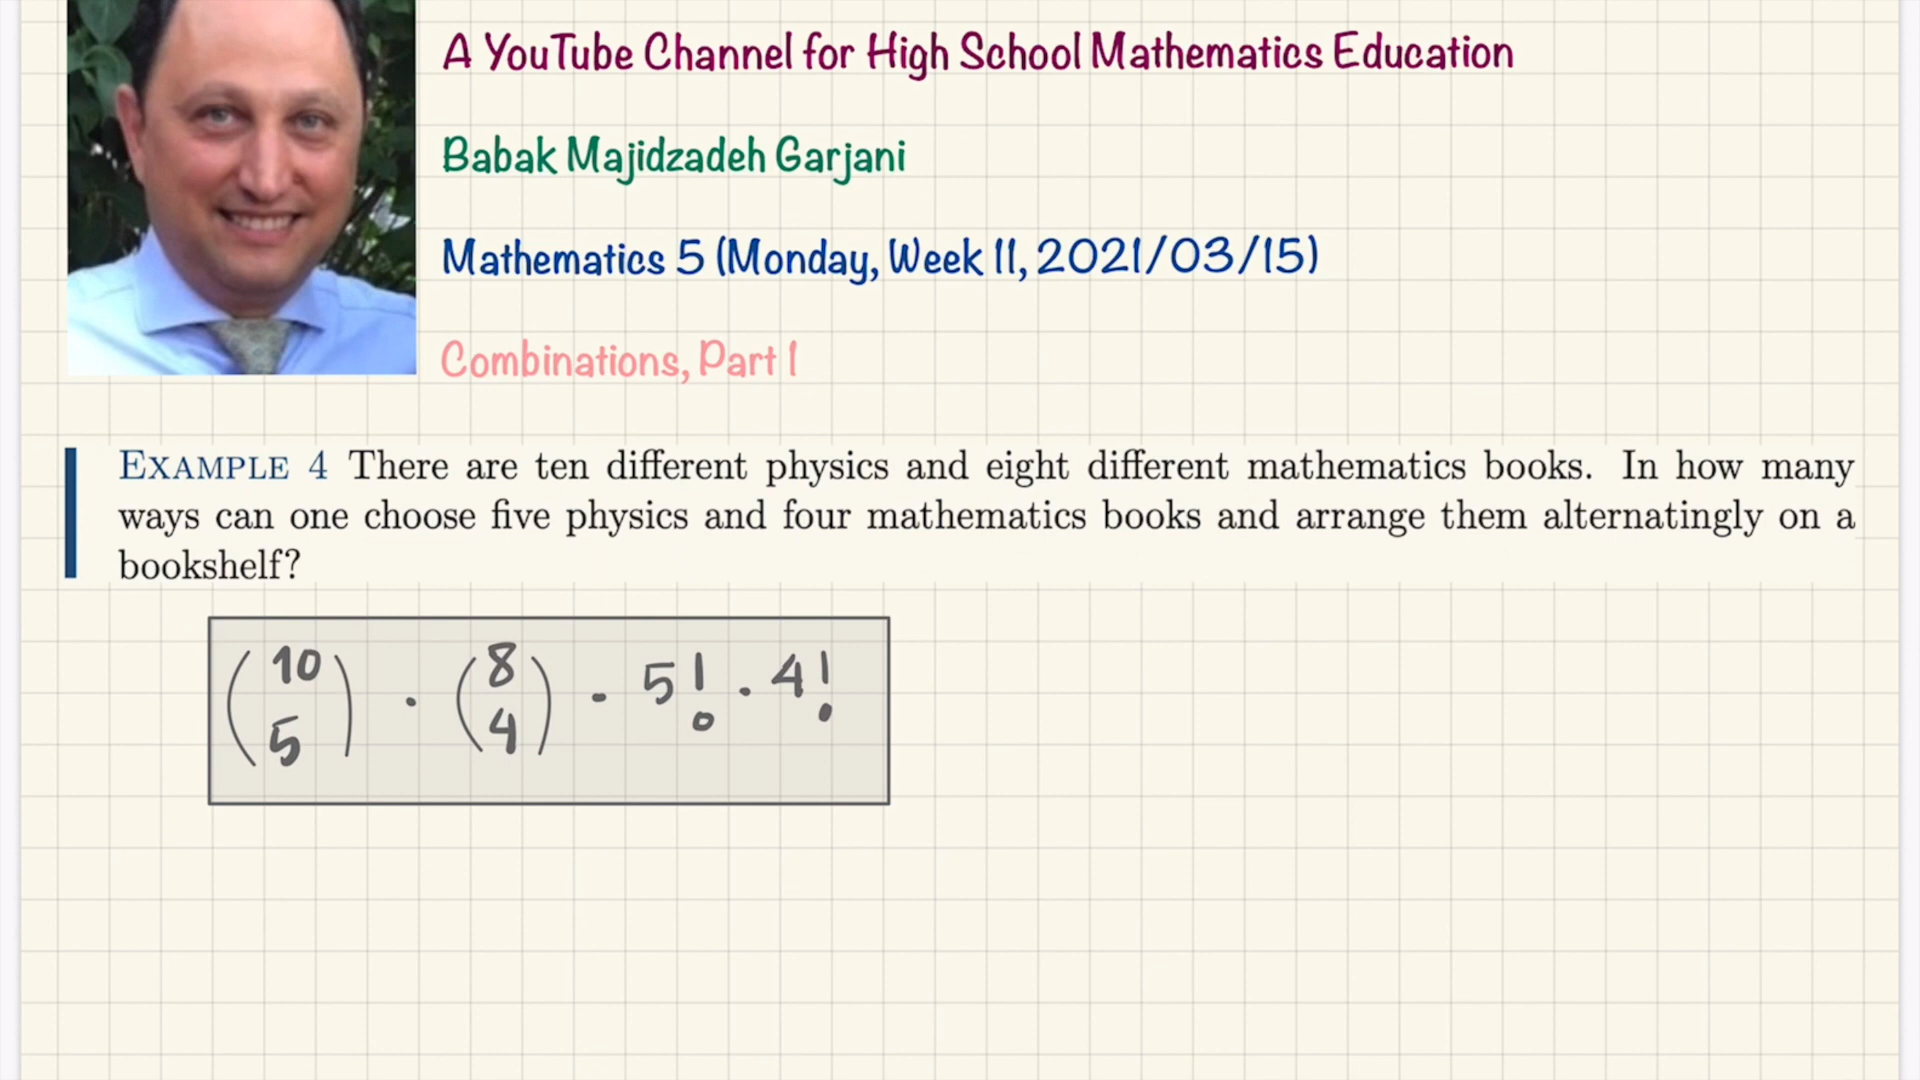 A YouTube Channel for High School Mathematics Education
Babak Majidzadeh Garjani
Mathematics 5 (Monday, Week 11, 2021/03/15)
Combinations, Part 1
EXAMPLE 4 There are ten different physics and eight different mathematics books. In how many
ways can one choose five physics and four mathematics books and arrange them alternatingly on a
bookshelf?
(10 5) · (8 4) · 5! · 4!